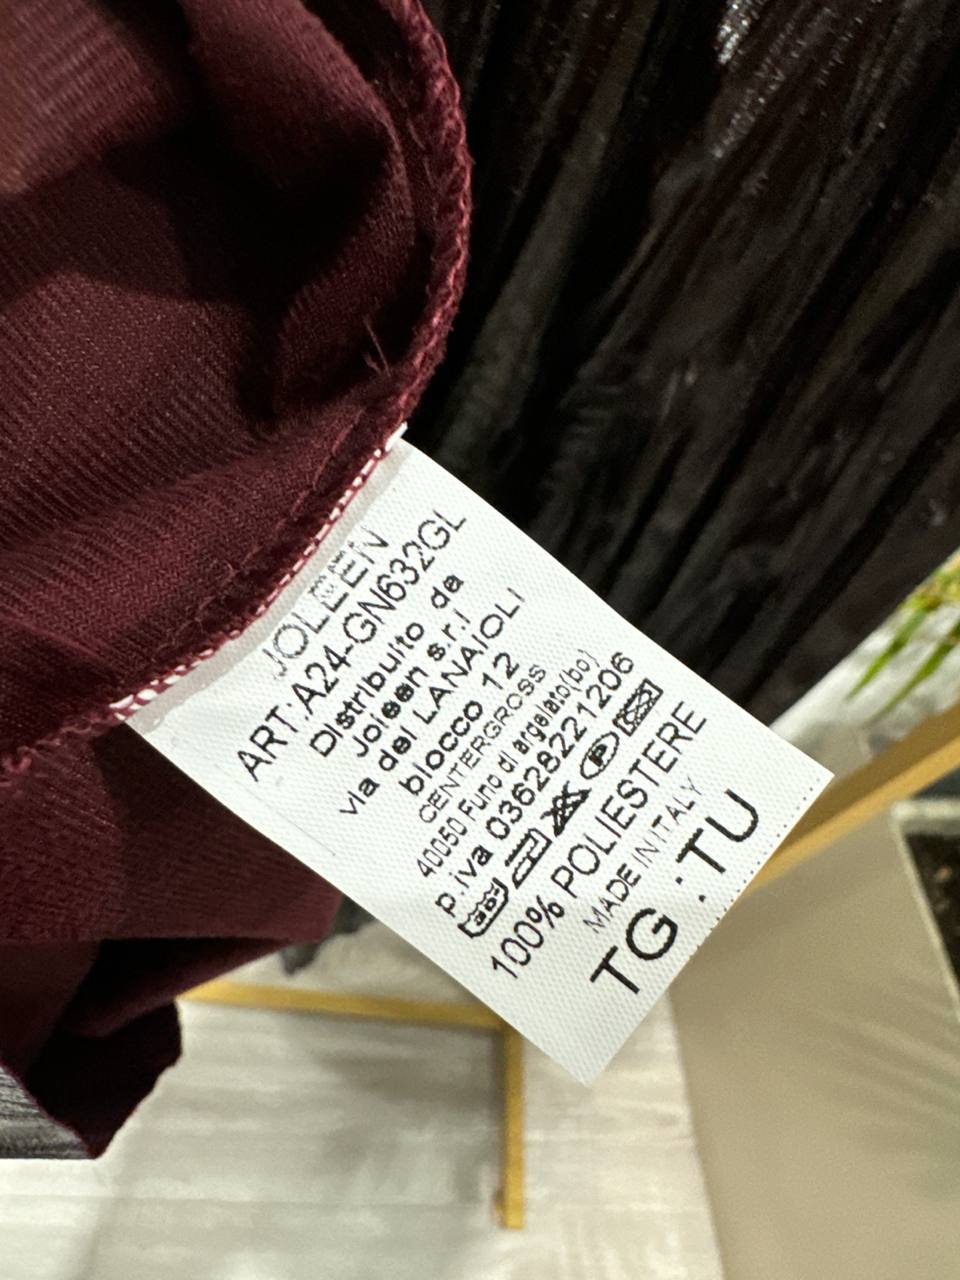 JOLEEN
ART:A24-GN632GL
Distribuito da
Joleen s.r.l
via dei LANAIOLI
blocco 12
CENTERGROSS
40050 Funo di argelato(bo)
p.iva 03628221206
100% POLIESTERE
MADE IN ITALY
TG .:TU